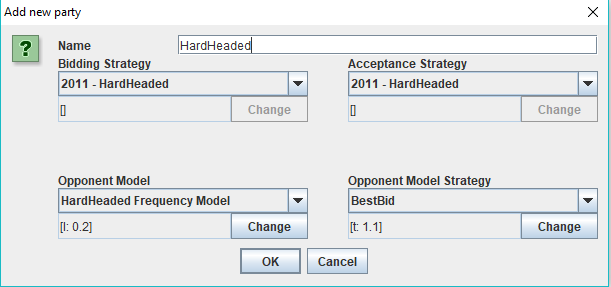 Add new party
?
Name HardHeaded
Bidding Strategy Acceptance Strategy
2011 - HardHeaded 2011 - HardHeaded
[] Change [] Change
Opponent Model Opponent Model Strategy
HardHeaded Frequency Model BestBid
[l: 0.2] Change [t: 1.1] Change
OK Cancel